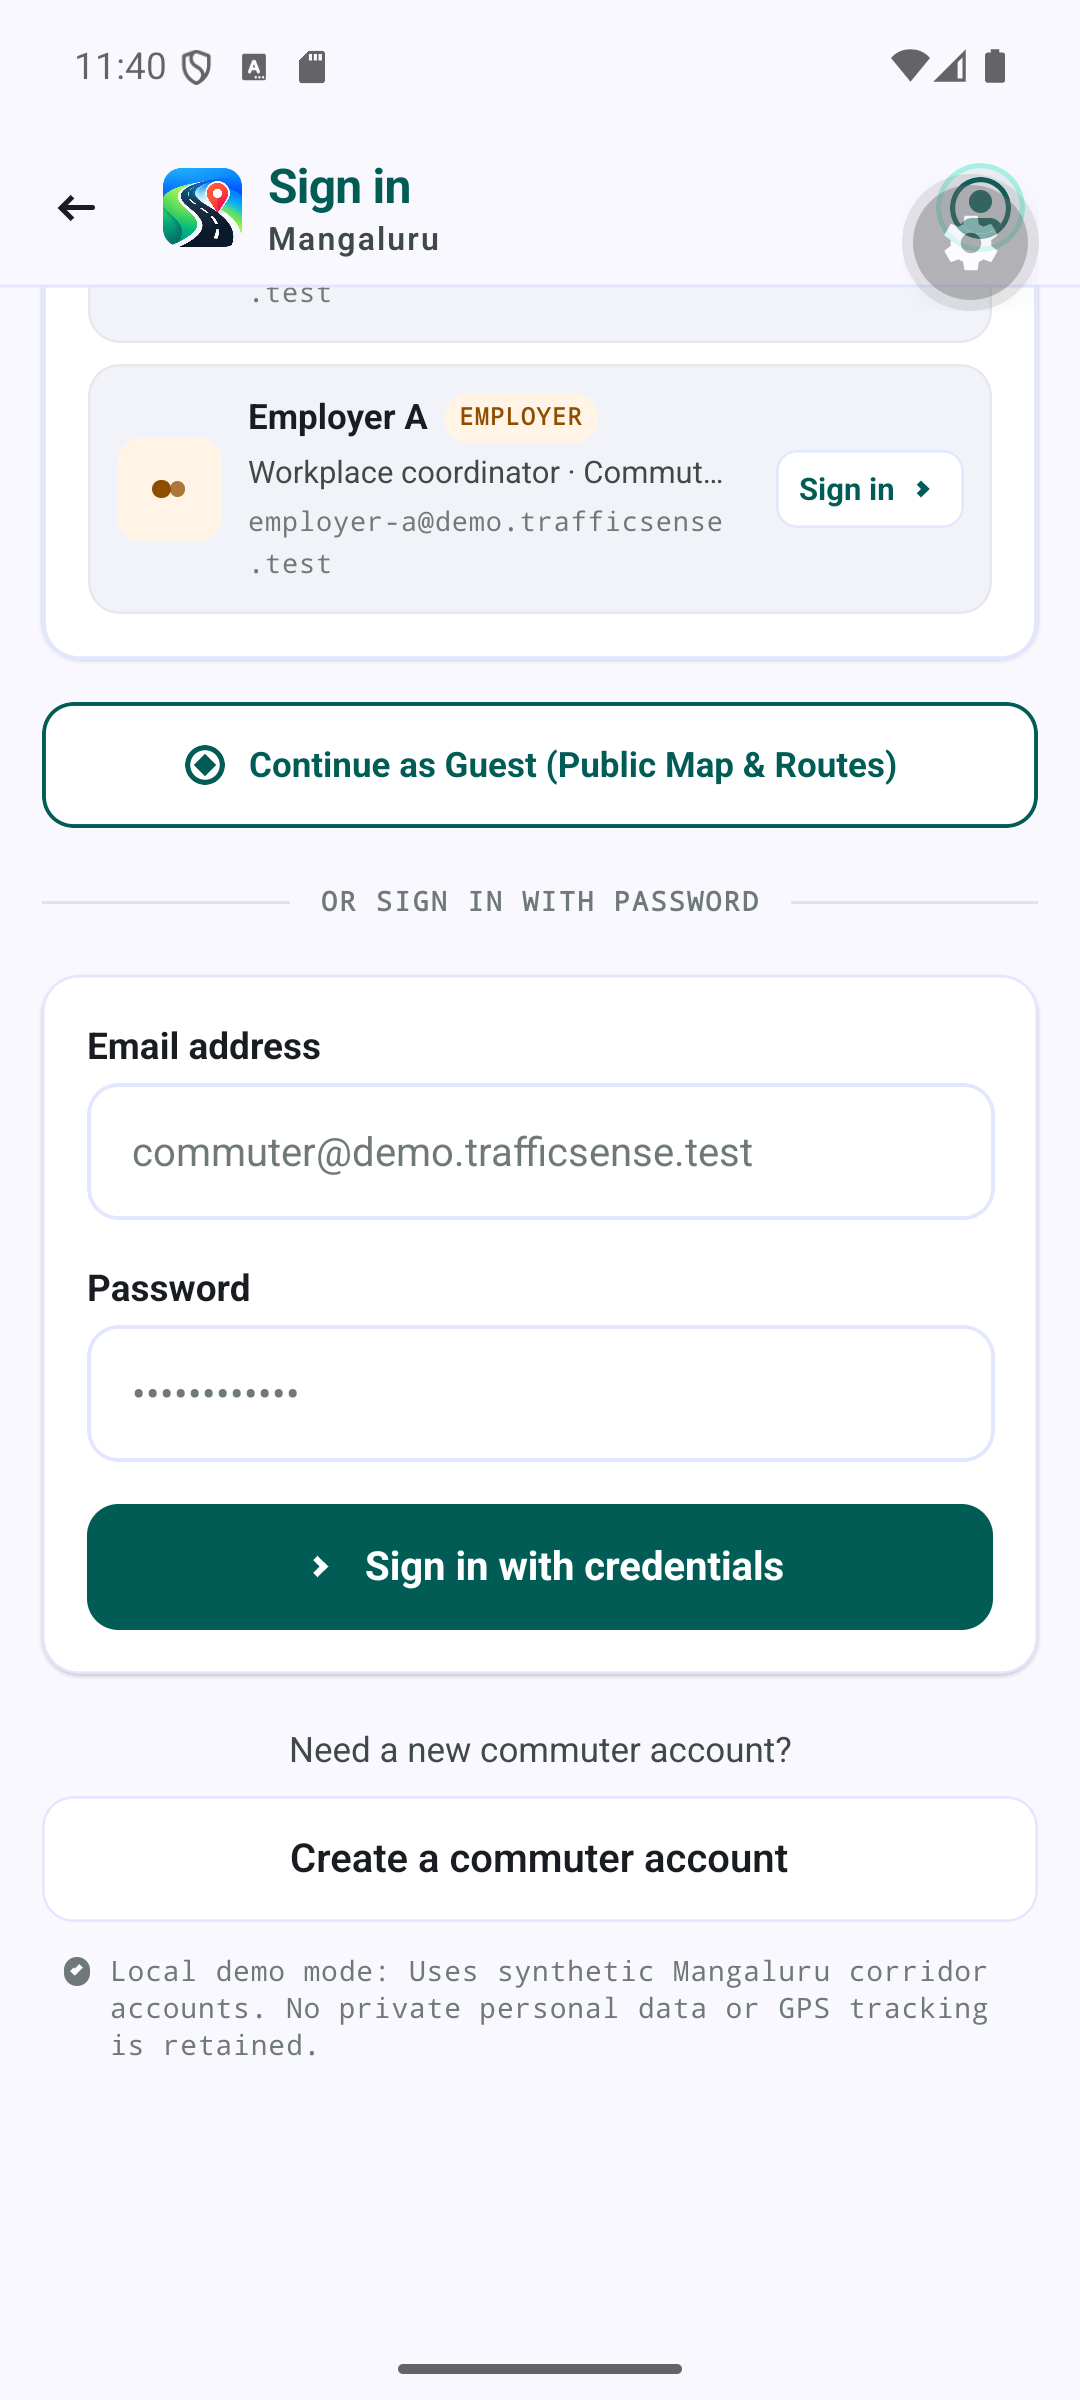 11:40
Sign in
Mangaluru
.test
Employer A EMPLOYER
Workplace coordinator · Commut…
employer-a@demo.trafficsense
.test
Sign in
Continue as Guest (Public Map & Routes)
OR SIGN IN WITH PASSWORD
Email address
commuter@demo.trafficsense.test
Password
••••••••••••
Sign in with credentials
Need a new commuter account?
Create a commuter account
Local demo mode: Uses synthetic Mangaluru corridor
accounts. No private personal data or GPS tracking
is retained.